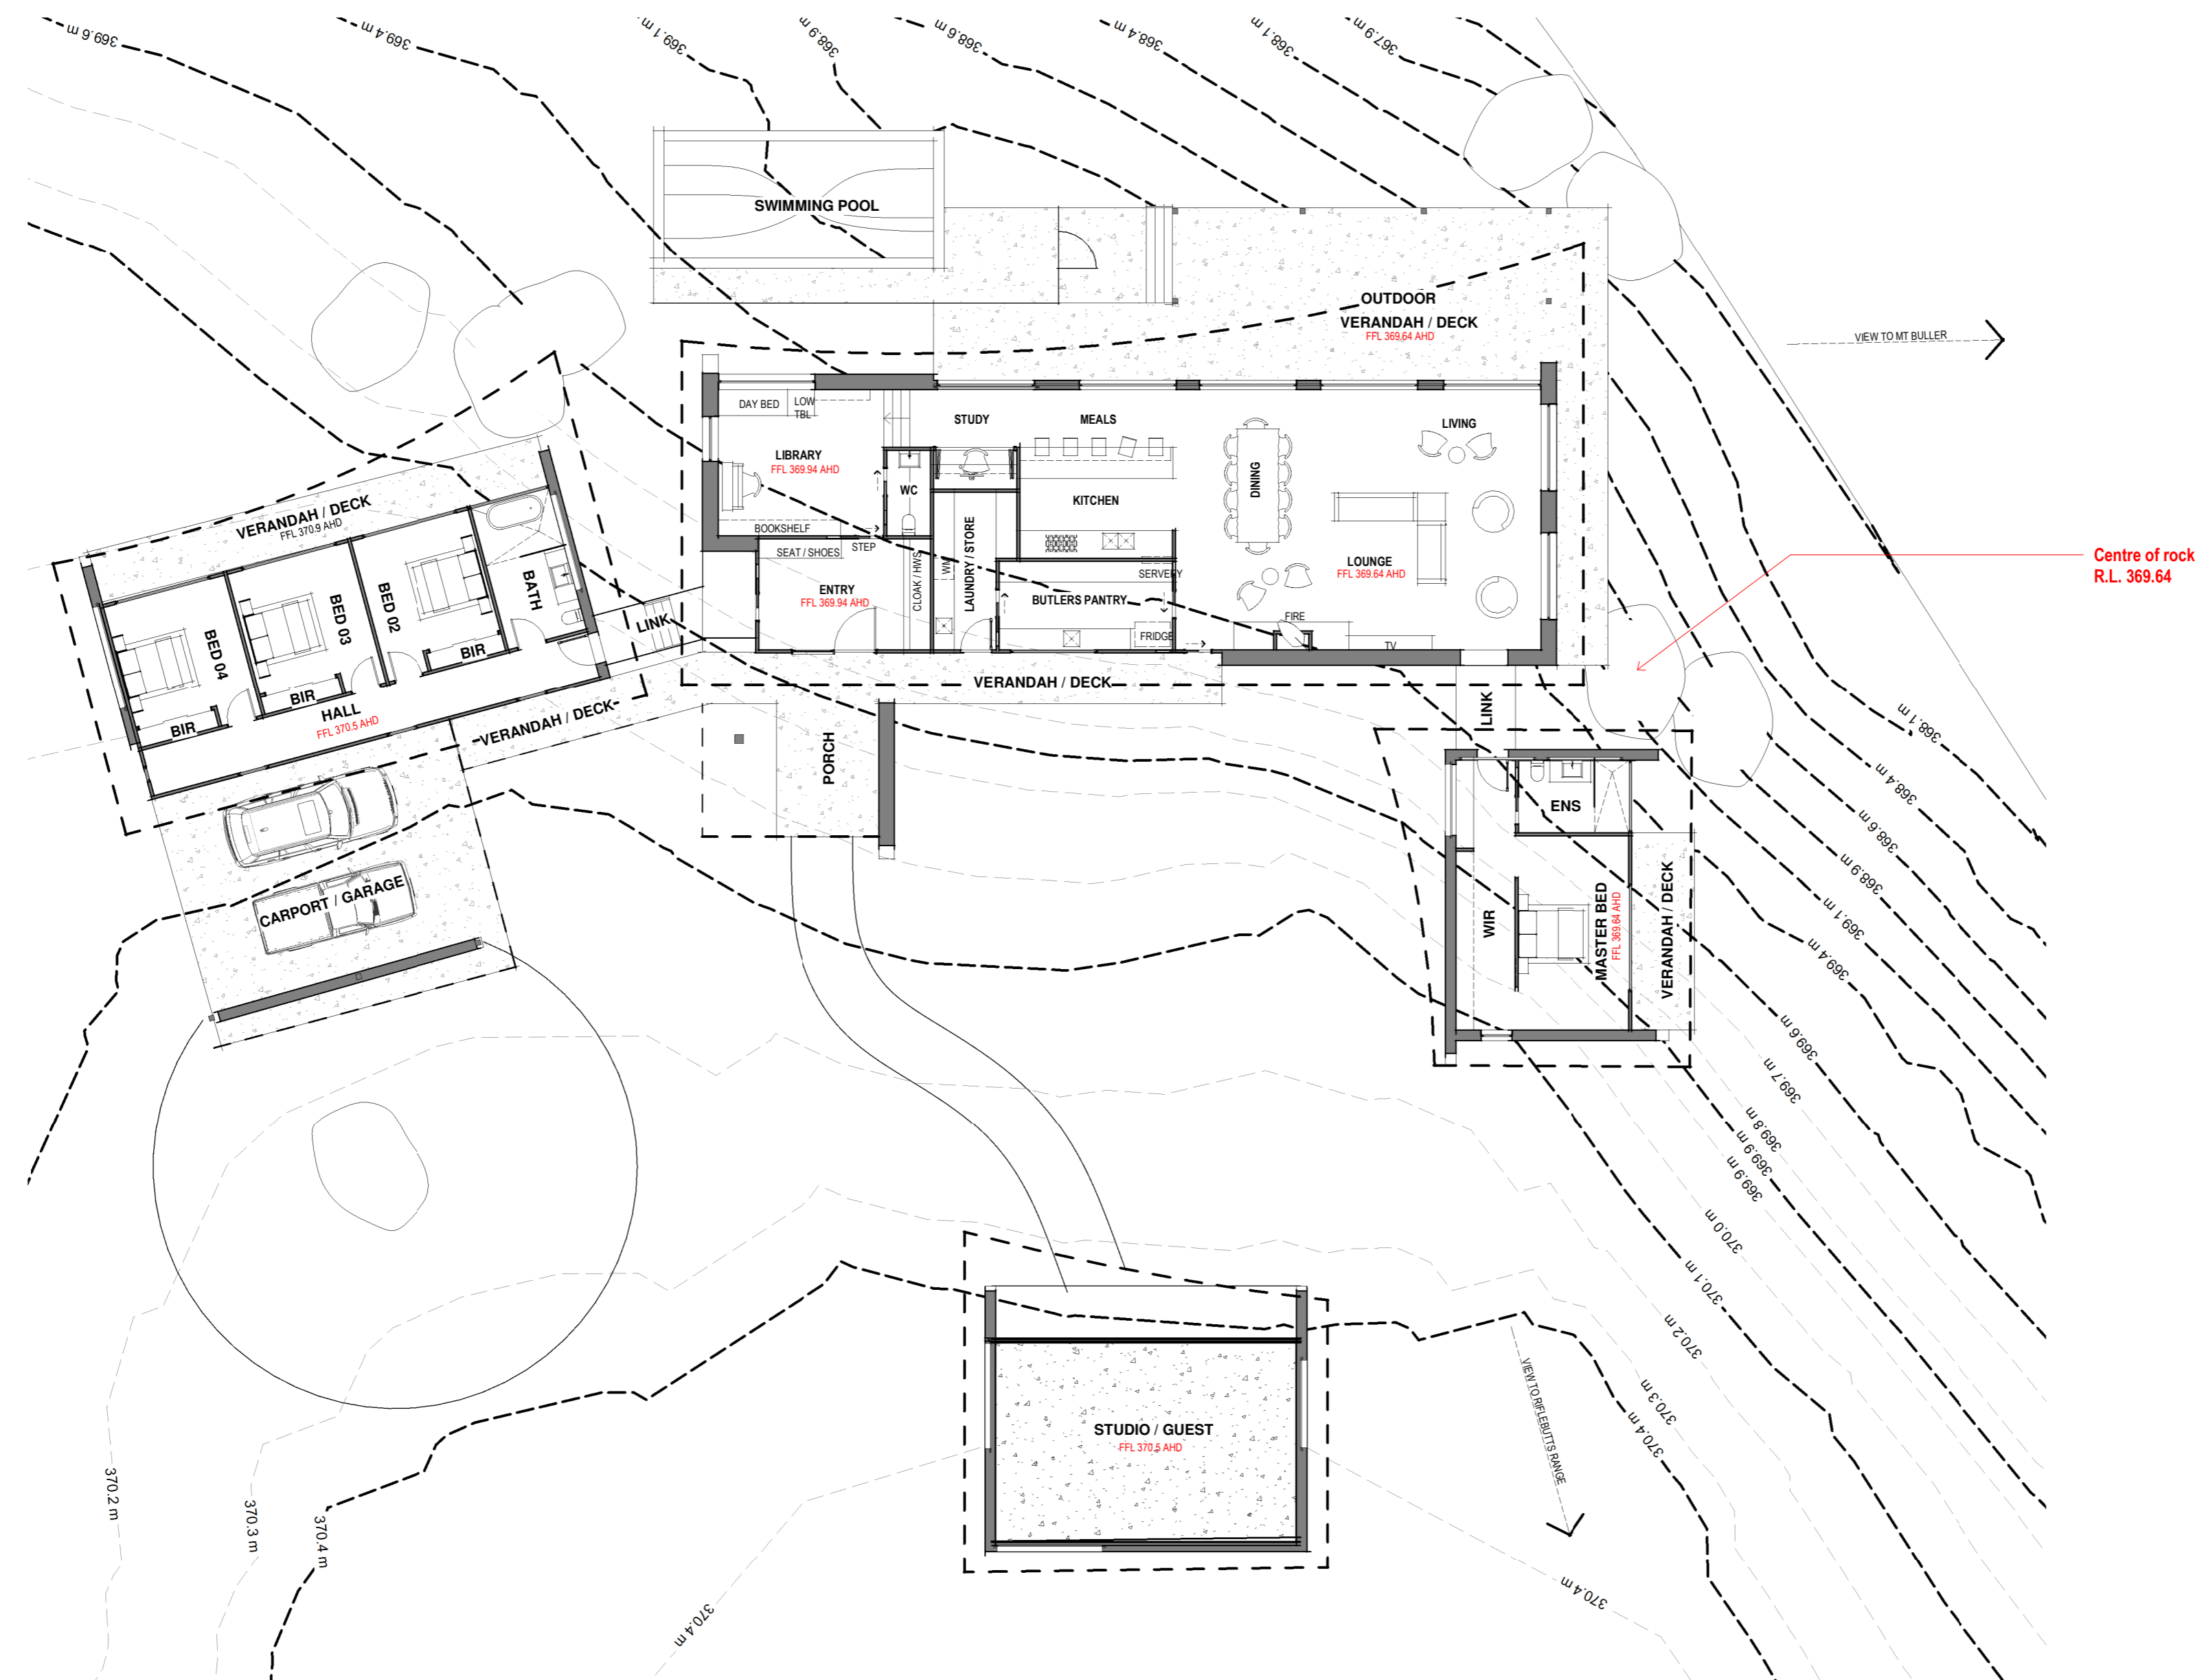 369.6 m
369.4 m
369.1 m
368.9 m
368.6 m
368.4 m
368.1 m
367.9 m
SWIMMING POOL
OUTDOOR
VERANDAH / DECK
FFL 369.64 AHD
VIEW TO MT BULLER
DAY BED
LOW
TBL
STUDY
MEALS
LIVING
LIBRARY
FFL 369.94 AHD
WC
KITCHEN
DINING
BOOKSHELF
STEP
SEAT / SHOES
ENTRY
FFL 369.94 AHD
CLOAK / HWS
WM
LAUNDRY / STORE
SERVERY
BUTLERS PANTRY
FRIDGE
LOUNGE
FFL 369.64 AHD
FIRE
TV
Centre of rock
R.L. 369.64
VERANDAH / DECK
FFL 370.9 AHD
BED 04
BED 03
BED 02
BATH
BIR
BIR
BIR
HALL
FFL 370.5 AHD
LINK
VERANDAH / DECK
VERANDAH / DECK
PORCH
CARPORT / GARAGE
LINK
ENS
WIR
MASTER BED
FFL 369.64 AHD
VERANDAH / DECK
368.1 m
368.4 m
368.6 m
368.9 m
369.1 m
369.4 m
369.6 m
369.7 m
369.8 m
369.9 m
369.9 m
370.0 m
370.1 m
370.2 m
370.3 m
370.4 m
VIEW TO RIFLEBUTTS RANGE
STUDIO / GUEST
FFL 370.5 AHD
370.2 m
370.3 m
370.4 m
370.4 m
370.4 m